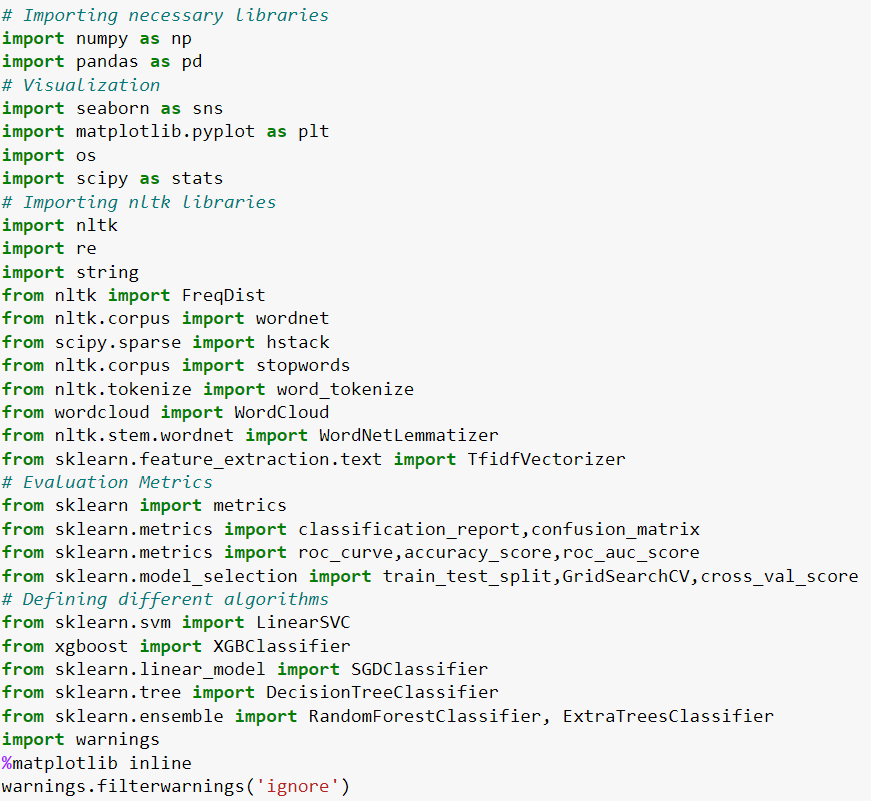 # Importing necessary libraries
import numpy as np
import pandas as pd
# Visualization
import seaborn as sns
import matplotlib.pyplot as plt
import os
import scipy as stats
# Importing nltk libraries
import nltk
import re
import string
from nltk import FreqDist
from nltk.corpus import wordnet
from scipy.sparse import hstack
from nltk.corpus import stopwords
from nltk.tokenize import word_tokenize
from wordcloud import WordCloud
from nltk.stem.wordnet import WordNetLemmatizer
from sklearn.feature_extraction.text import TfidfVectorizer
# Evaluation Metrics
from sklearn import metrics
from sklearn.metrics import classification_report,confusion_matrix
from sklearn.metrics import roc_curve,accuracy_score,roc_auc_score
from sklearn.model_selection import train_test_split,GridSearchCV,cross_val_score
# Defining different algorithms
from sklearn.svm import LinearSVC
from xgboost import XGBClassifier
from sklearn.linear_model import SGDClassifier
from sklearn.tree import DecisionTreeClassifier
from sklearn.ensemble import RandomForestClassifier, ExtraTreesClassifier
import warnings
%matplotlib inline
warnings.filterwarnings('ignore')